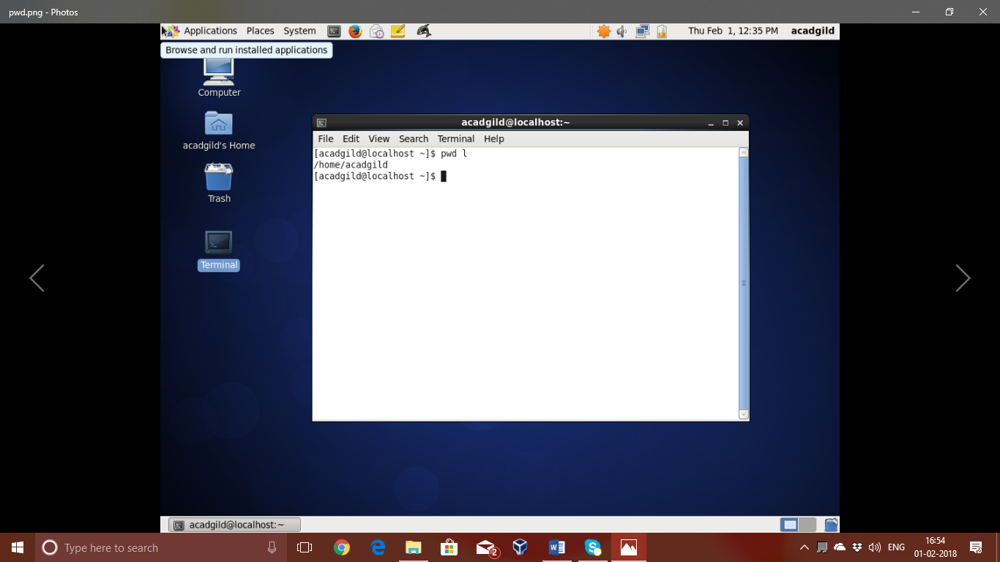 pwd.png - Photos
Applications Places System Thu Feb 1, 12:35 PM acadgild
Browse and run installed applications
Computer
acadgild's Home
Trash
Terminal
acadgild@localhost:~
File Edit View Search Terminal Help
[acadgild@localhost ~]$ pwd l
/home/acadgild
[acadgild@localhost ~]$
acadgild@localhost:~
Type here to search
2
ENG
16:54
01-02-2018